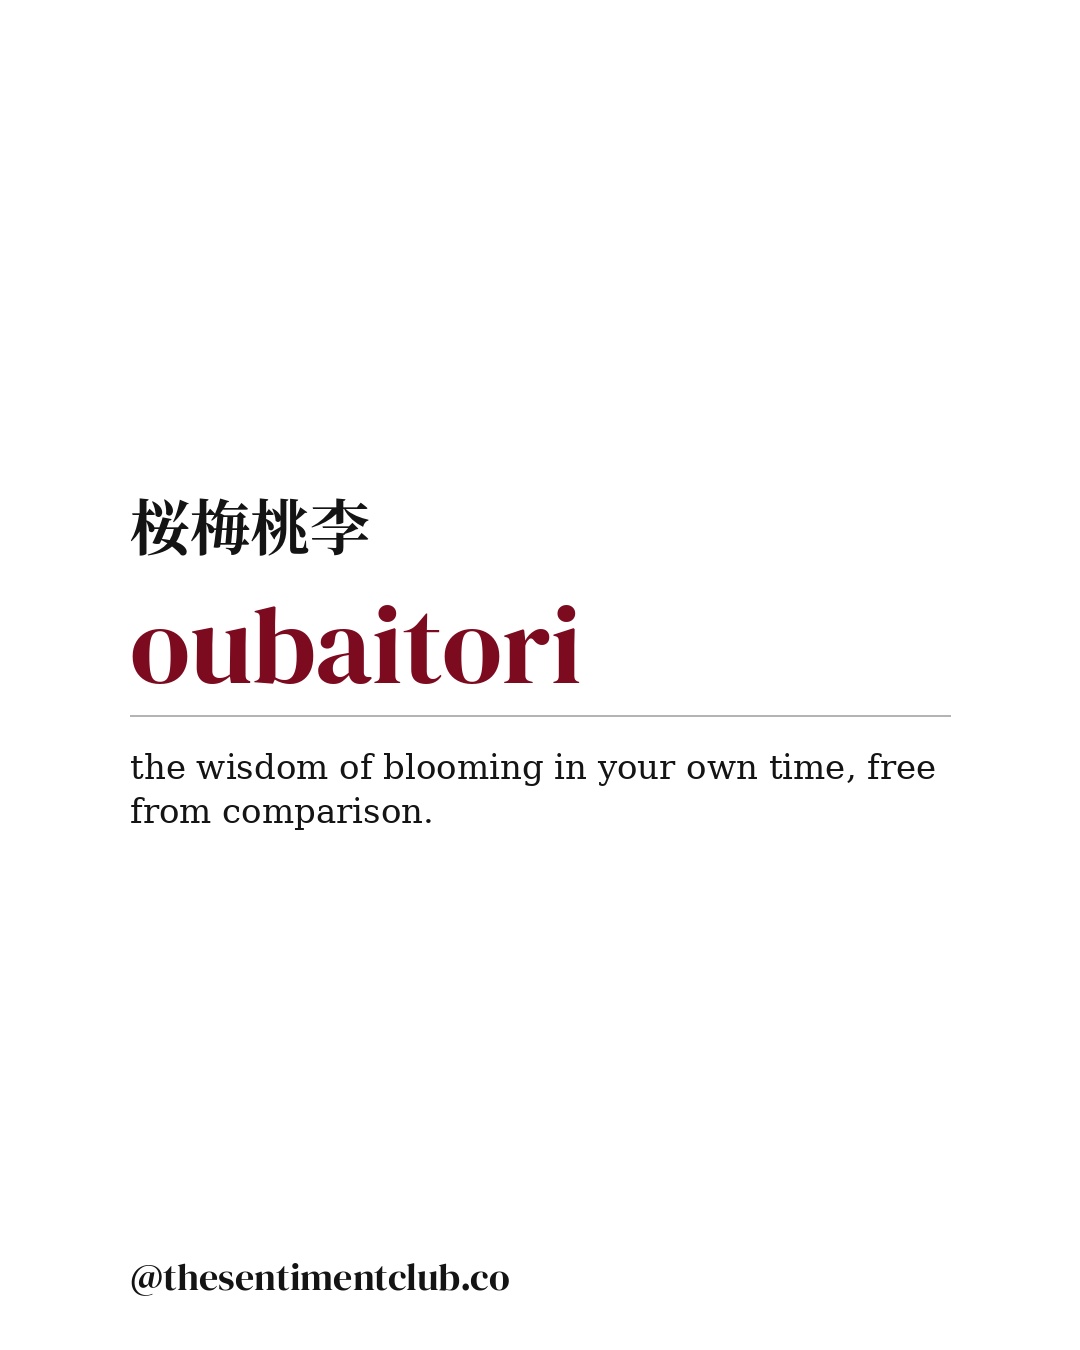 桜梅桃李
oubaitori
the wisdom of blooming in your own time, free
from comparison.
@thesentimentclub.co